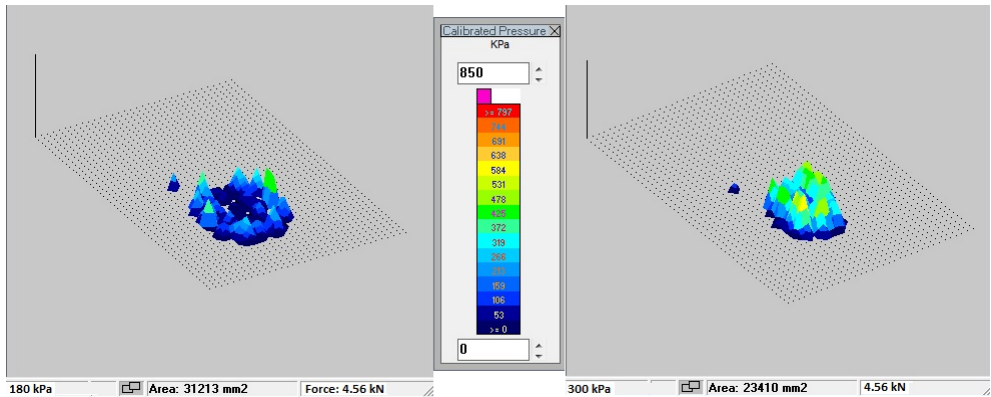 Calibrated Pressure
KPa
850
>= 797
744
691
638
584
531
478
425
372
319
266
212
159
106
53
>= 0
0
180 kPa
Area: 31213 mm2
Force: 4.56 kN
300 kPa
Area: 23410 mm2
4.56 kN